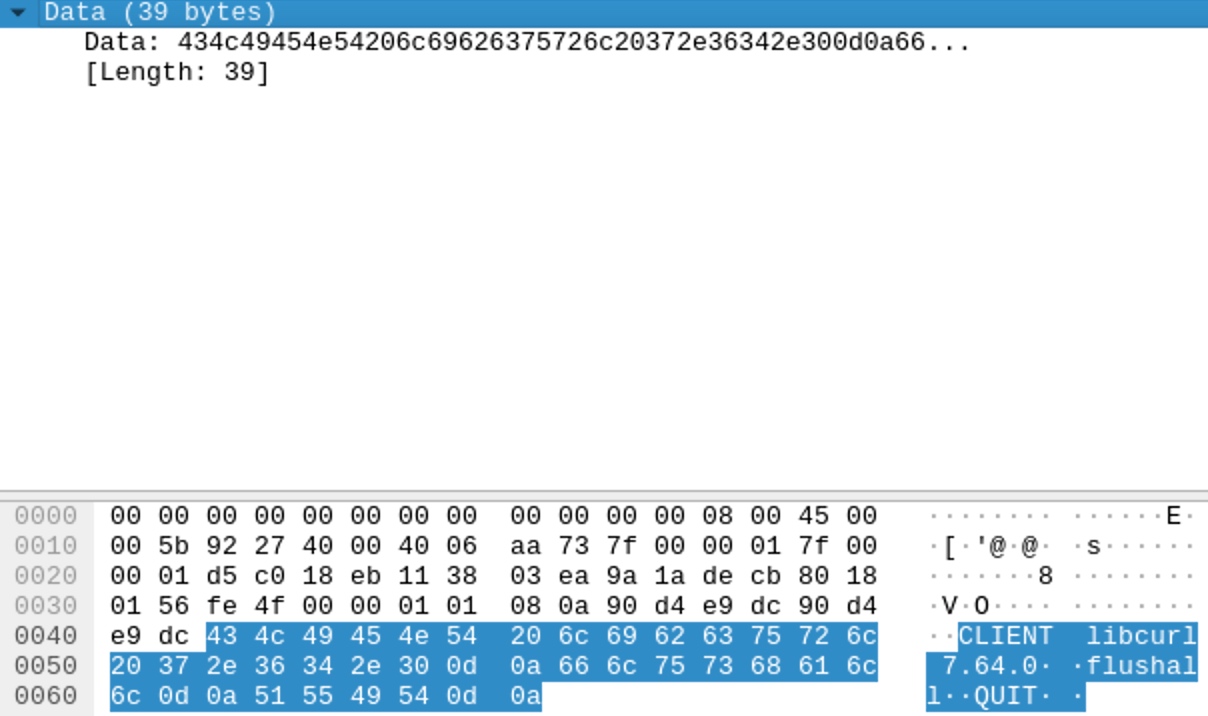 Data (39 bytes)
Data: 434c49454e54206c69626375726c20372e36342e300d0a66...
[Length: 39]
0000 00 00 00 00 00 00 00 00 00 00 00 00 08 00 45 00 ········ ······E·
0010 00 5b 92 27 40 00 40 06 aa 73 7f 00 00 01 7f 00 ·[·'@·@· ·s······
0020 00 01 d5 c0 18 eb 11 38 03 ea 9a 1a de cb 80 18 ·······8 ········
0030 01 56 fe 4f 00 00 01 01 08 0a 90 d4 e9 dc 90 d4 ·V·O···· ········
0040 e9 dc 43 4c 49 45 4e 54 20 6c 69 62 63 75 72 6c ··CLIENT libcurl
0050 20 37 2e 36 34 2e 30 0d 0a 66 6c 75 73 68 61 6c 7.64.0· ·flushal
0060 6c 0d 0a 51 55 49 54 0d 0a l··QUIT· ·